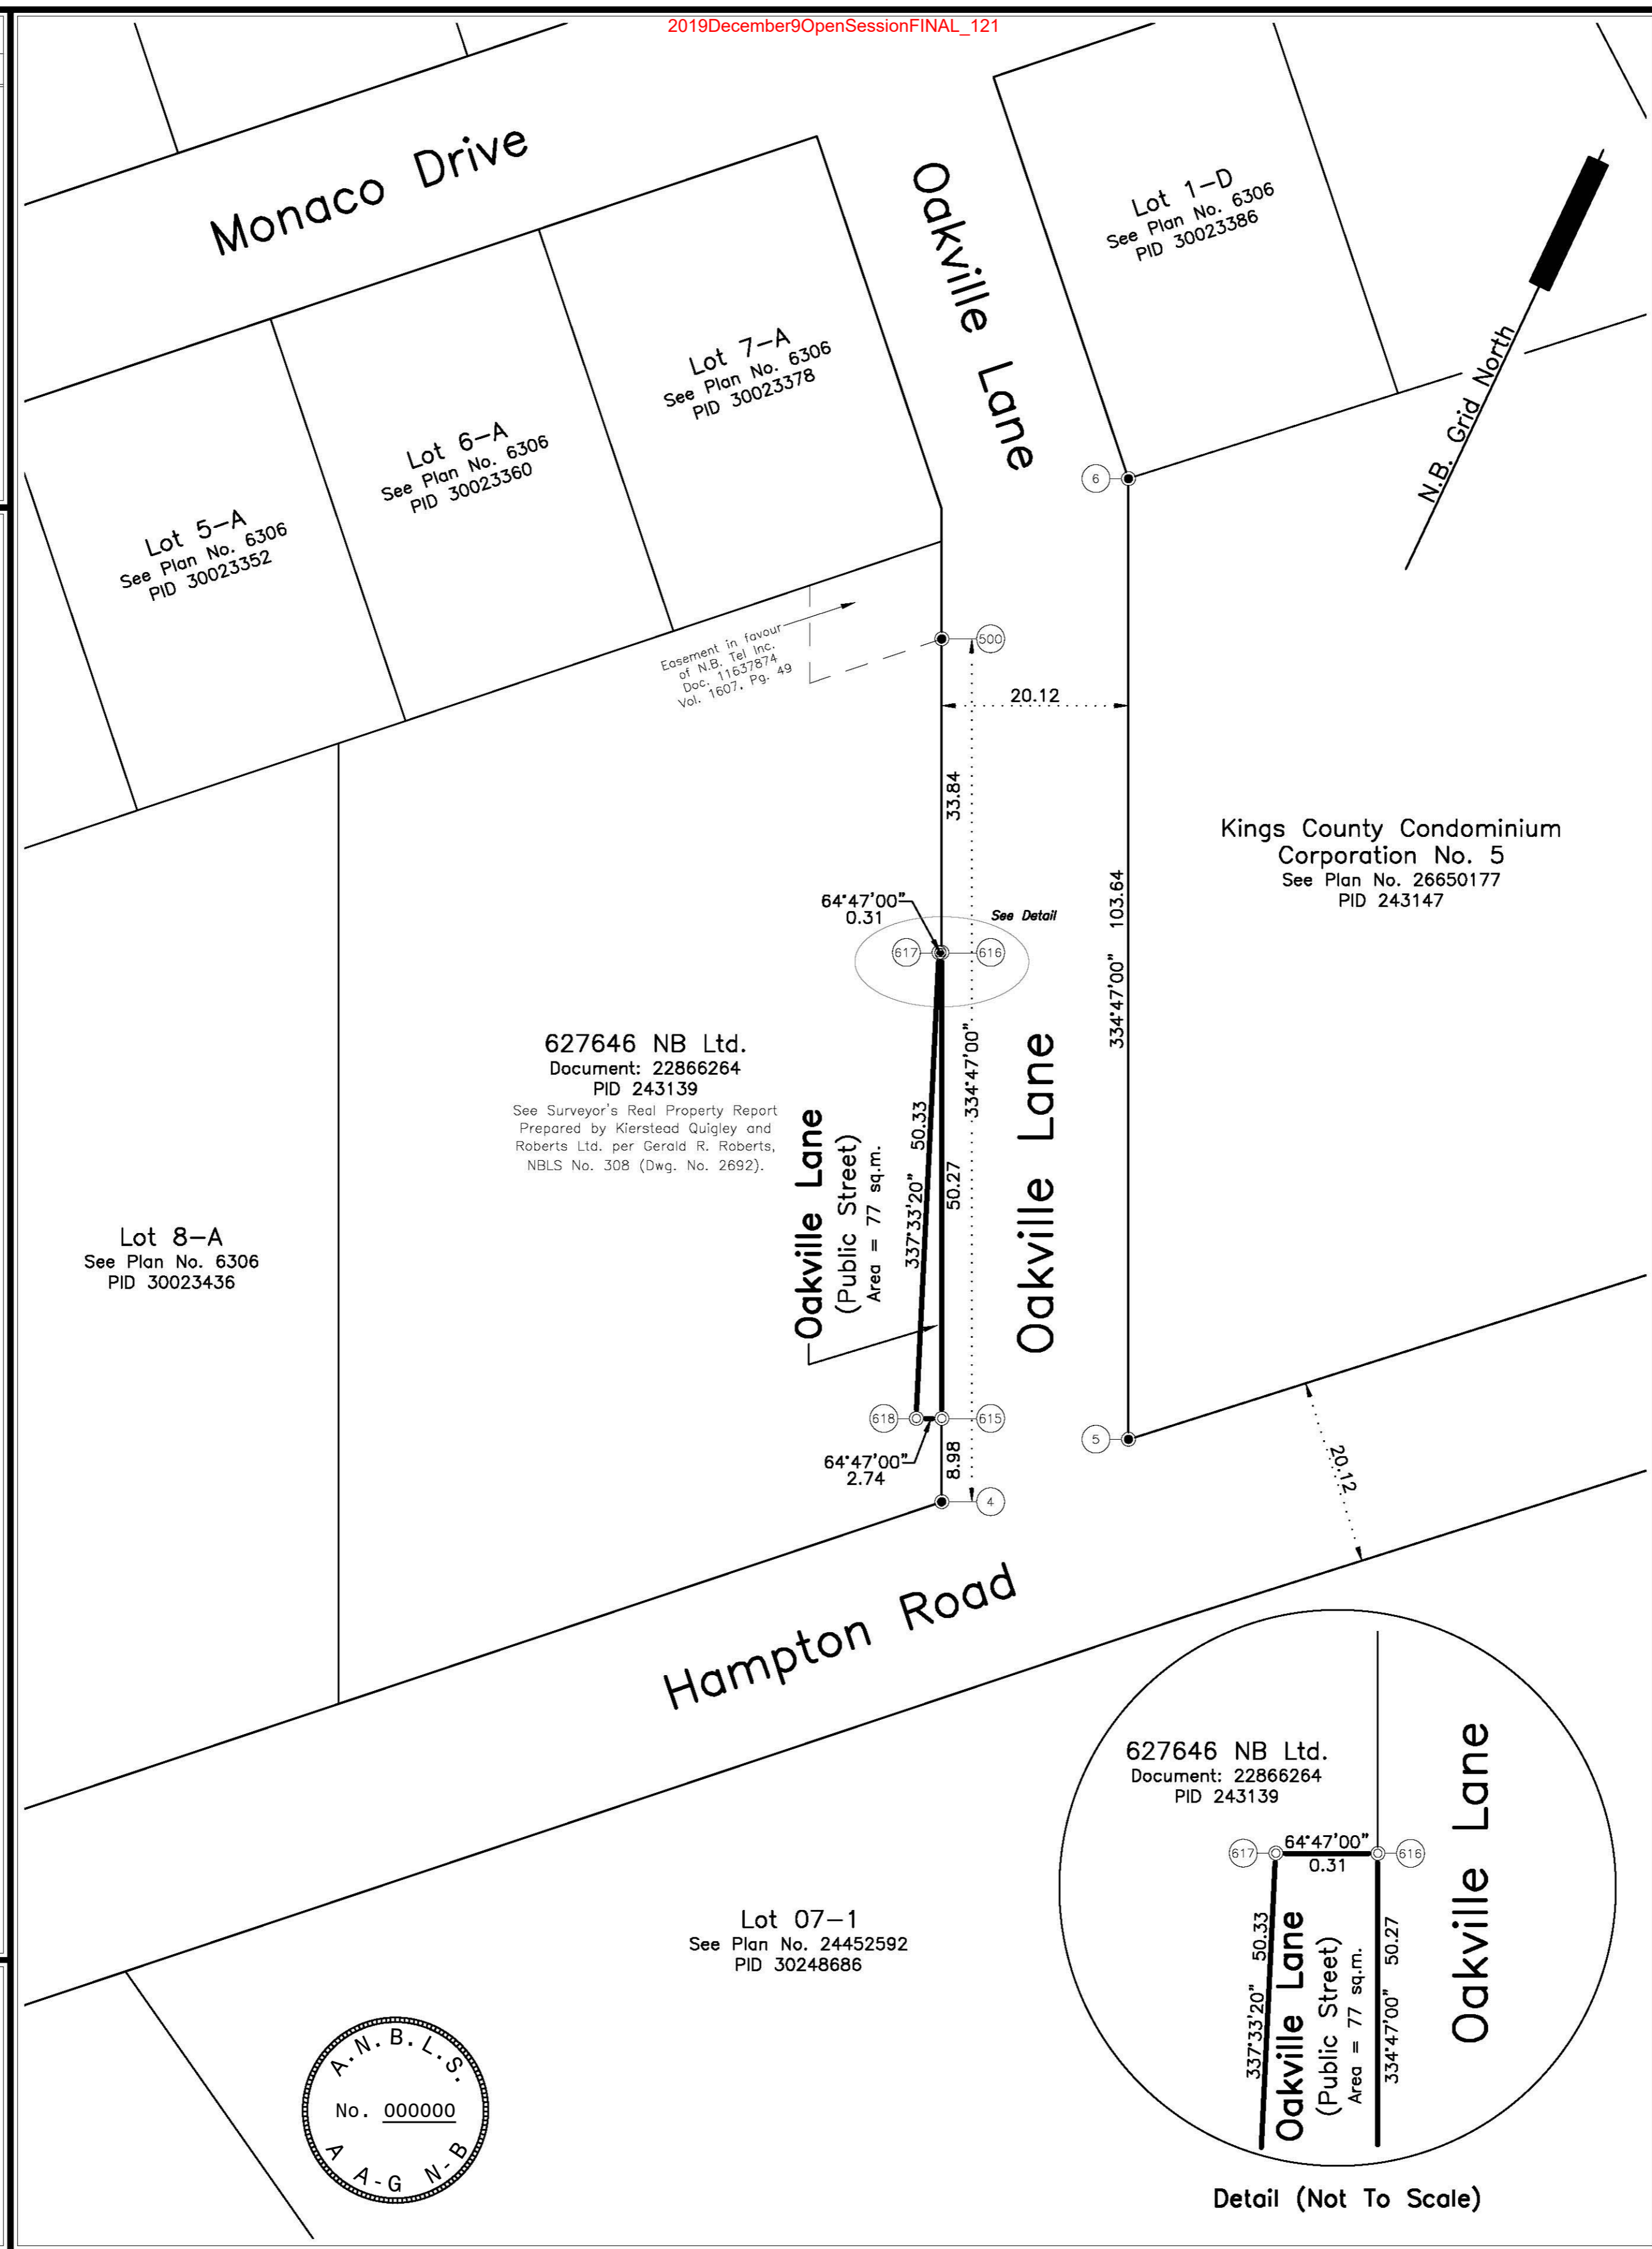 2019December9OpenSessionFINAL_121
Monaco Drive
Oakville Lane
Lot 1-D
See Plan No. 6306
PID 30023386
N.B. Grid North
Lot 7-A
See Plan No. 6306
PID 30023378
Lot 6-A
See Plan No. 6306
PID 30023360
Lot 5-A
See Plan No. 6306
PID 30023352
6
Easement in favour
of N.B. Tel Inc.
Doc. 11637874
Vol. 1607, Pg. 49
500
20.12
33.84
Kings County Condominium
Corporation No. 5
See Plan No. 26650177
PID 243147
334°47'00" 103.64
64°47'00"
0.31
See Detail
617
616
627646 NB Ltd.
Document: 22866264
PID 243139
See Surveyor's Real Property Report
Prepared by Kierstead Quigley and
Roberts Ltd. per Gerald R. Roberts,
NBLS No. 308 (Dwg. No. 2692).
Oakville Lane
(Public Street)
Area = 77 sq.m.
337°33'20" 50.33
50.27
334°47'00"
Oakville Lane
Lot 8-A
See Plan No. 6306
PID 30023436
618
615
64°47'00"
2.74
8.98
4
5
20.12
Hampton Road
627646 NB Ltd.
Document: 22866264
PID 243139
617
64°47'00"
0.31
616
337°33'20" 50.33
Oakville Lane
(Public Street)
Area = 77 sq.m.
334°47'00" 50.27
Oakville Lane
Detail (Not To Scale)
Lot 07-1
See Plan No. 24452592
PID 30248686
A.N.B.L.S.
No. 000000
A A-G N-B